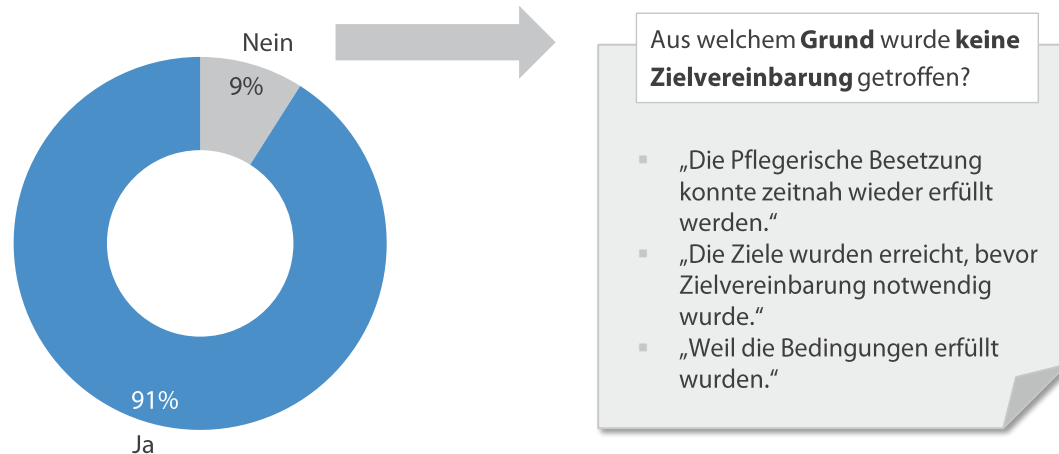 Nein
9%
91%
Ja
Aus welchem Grund wurde keine
Zielvereinbarung getroffen?
▪ „Die Pflegerische Besetzung
konnte zeitnah wieder erfüllt
werden.“
▪ „Die Ziele wurden erreicht, bevor
Zielvereinbarung notwendig
wurde.“
▪ „Weil die Bedingungen erfüllt
wurden.“